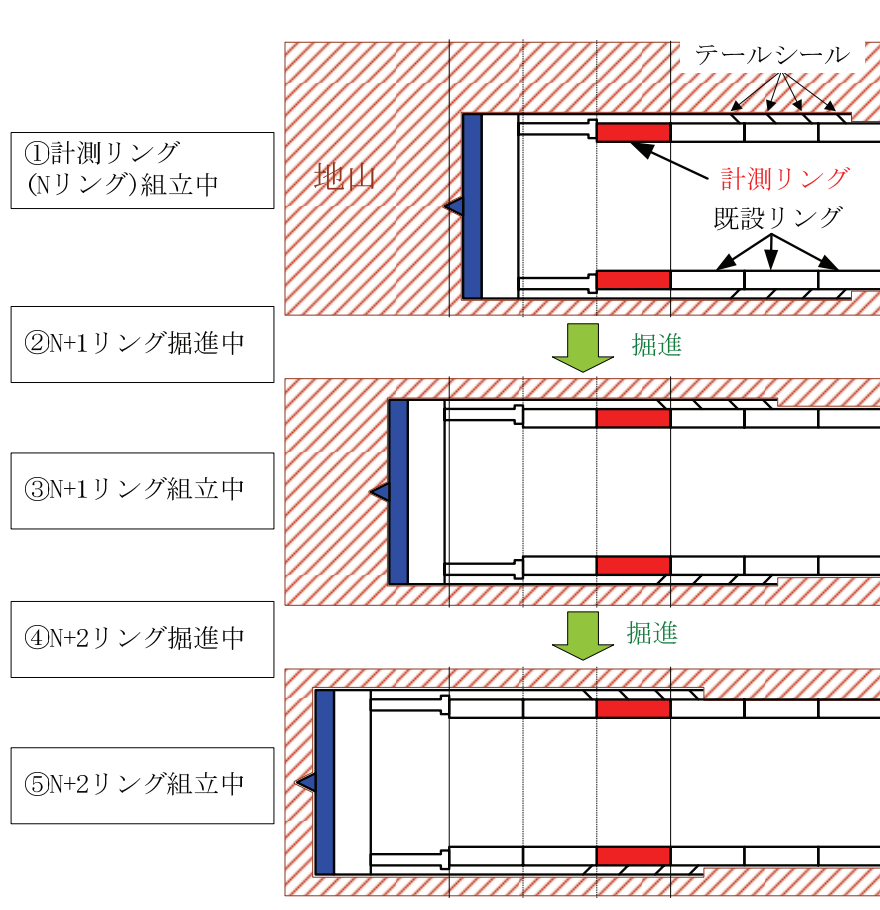 テールシール
①計測リング
(Nリング)組立中
地山
計測リング
既設リング
②N+1リング掘進中
掘進
③N+1リング組立中
④N+2リング掘進中
掘進
⑤N+2リング組立中